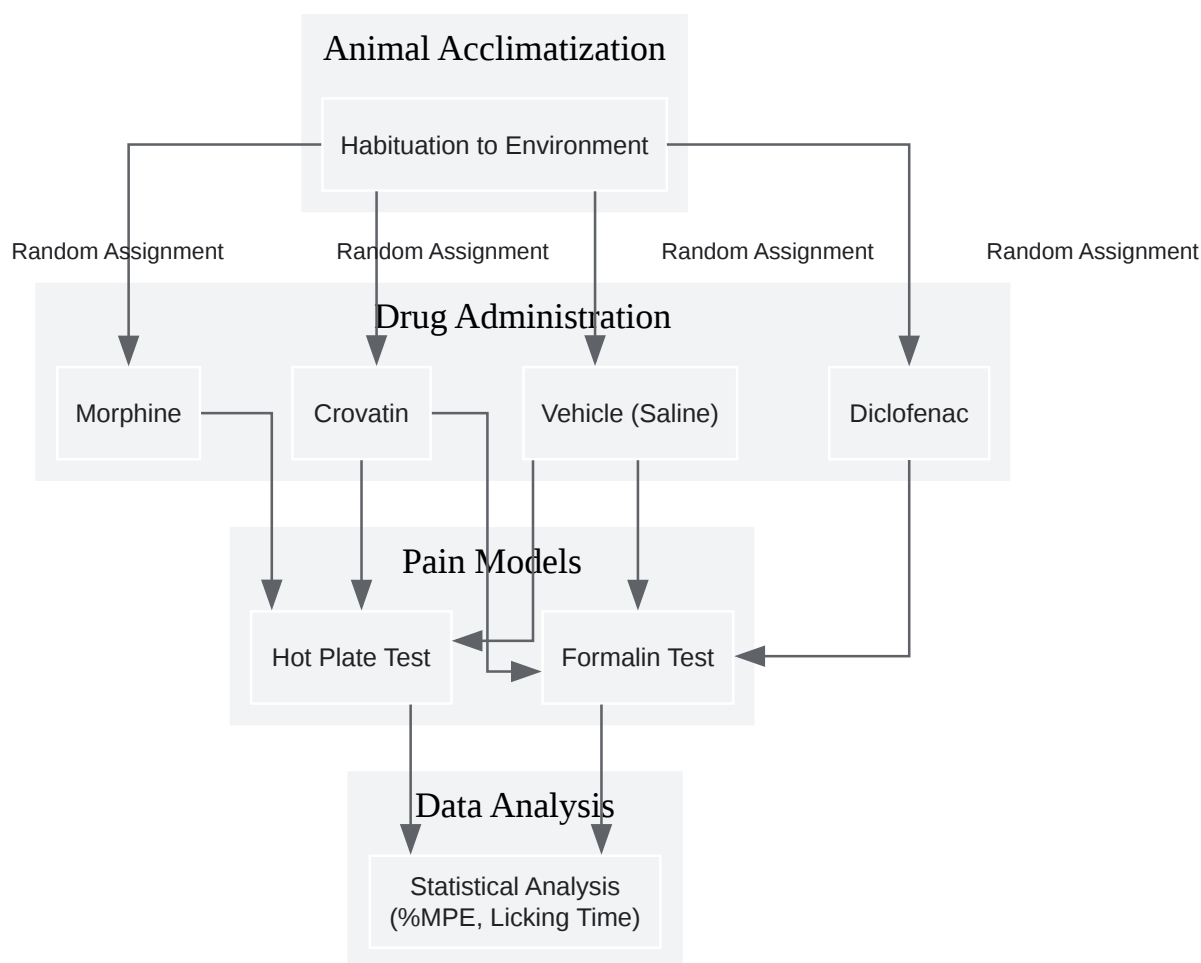 Animal Acclimatization
Habituation to Environment
Random Assignment
Random Assignment
Random Assignment
Random Assignment
Drug Administration
Morphine
Crovatin
Vehicle (Saline)
Diclofenac
Pain Models
Hot Plate Test
Formalin Test
Data Analysis
Statistical Analysis
(%MPE, Licking Time)